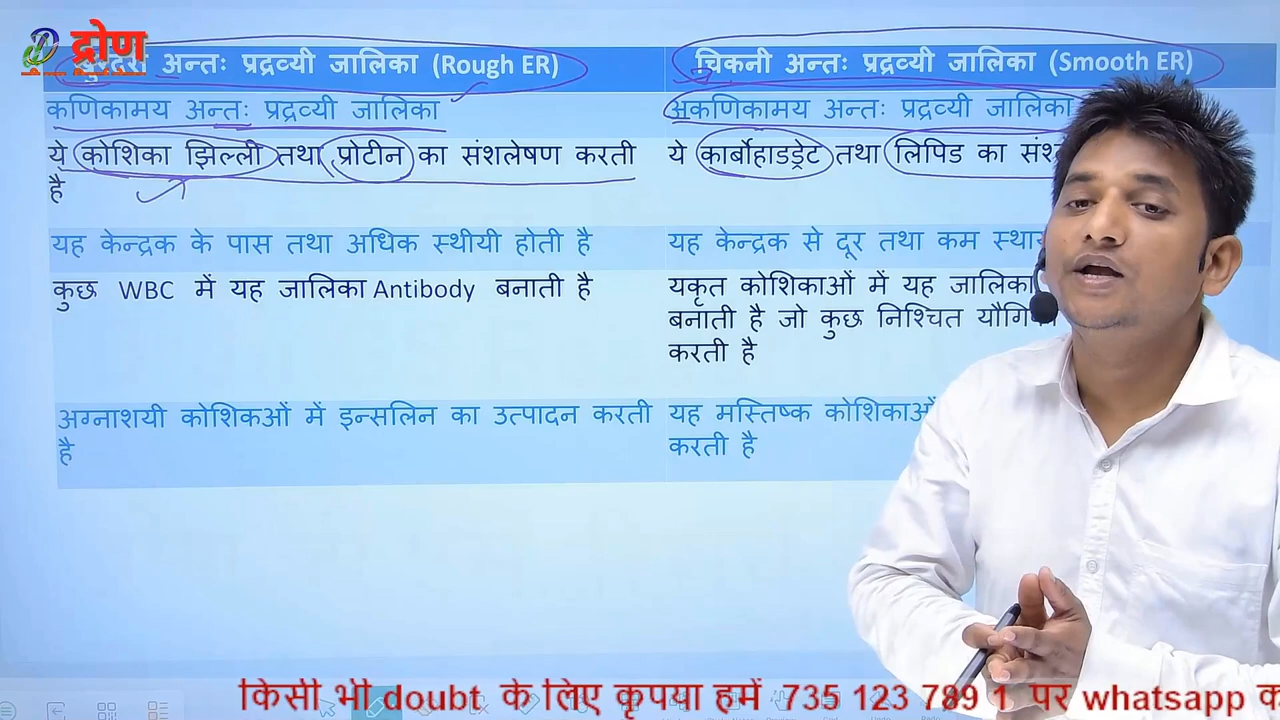 द्रोण
खुरदरी अन्तः प्रद्रव्यी जालिका (Rough ER)
चिकनी अन्तः प्रद्रव्यी जालिका (Smooth ER)
कणिकामय अन्तः प्रद्रव्यी जालिका
अकणिकामय अन्तः प्रद्रव्यी जालिका
ये कोशिका झिल्ली तथा प्रोटीन का संशलेषण करती
है
ये कार्बोहाडड्रेट तथा लिपिड का
यह केन्द्रक के पास तथा अधिक स्थीयी होती है
यह केन्द्रक से दूर तथा कम
कुछ WBC में यह जालिका Antibody बनाती है
यकृत कोशिकाओं में यह जालिका
बनाती है जो कुछ निश्चित
करती है
अग्नाशयी कोशिकओं में इन्सलिन का उत्पादन करती
है
यह मस्तिष्क कोशिकाओं
करती है
किसी भी doubt के लिए कृपया हमें 735 123 789 1 पर whatsapp